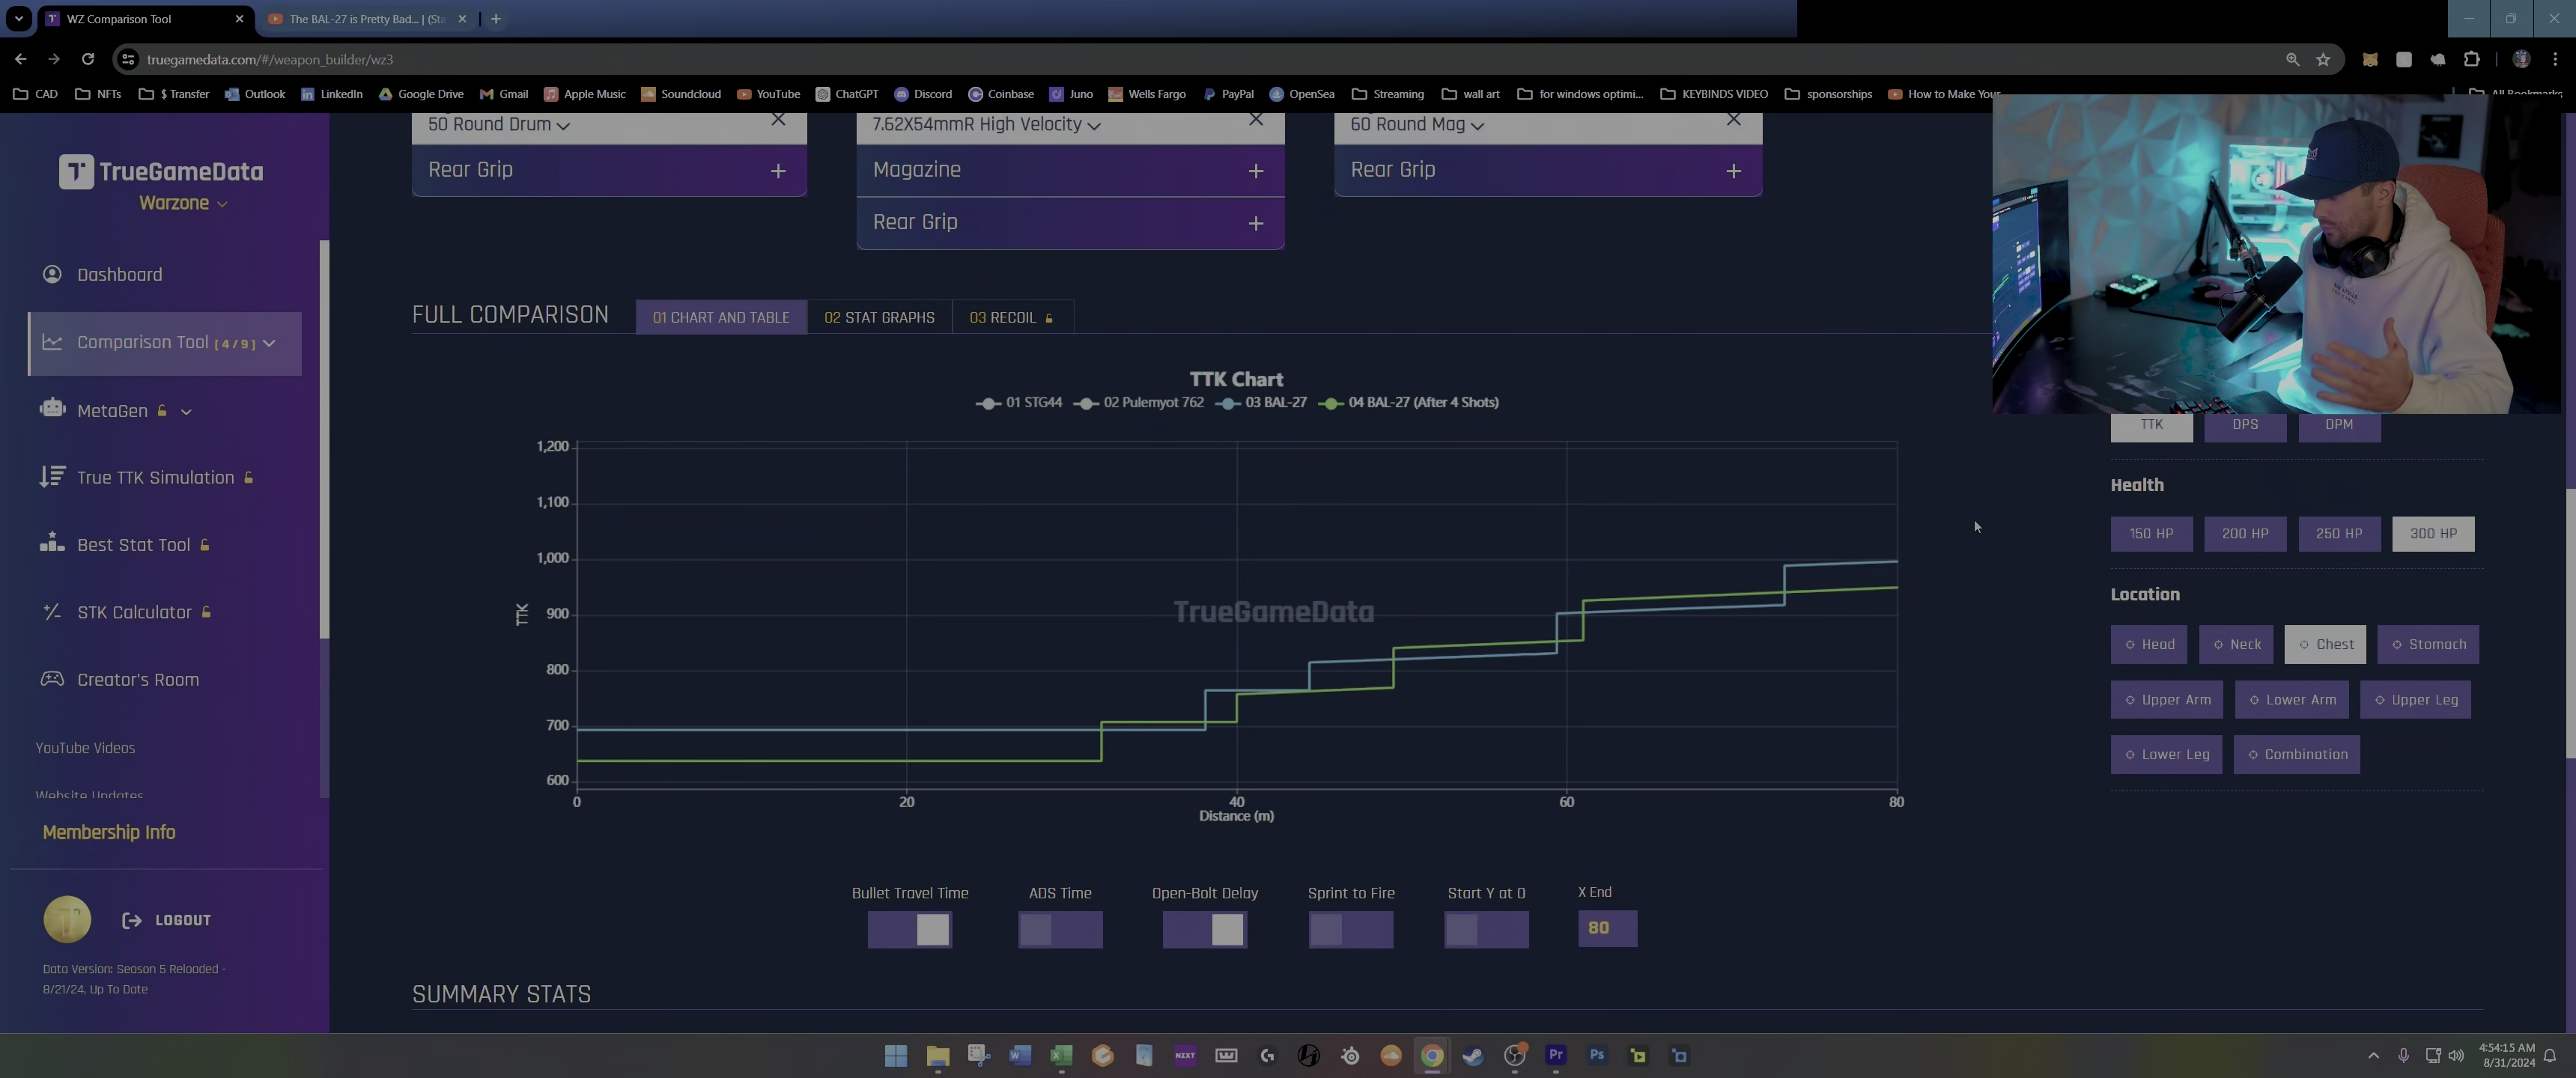 WZ Comparison Tool
The BAL-27 is Pretty Bad... | (Sta
truegamedata.com/#/weapon_builder/wz3
CAD NFTs $ Transfer Outlook LinkedIn Google Drive Gmail Apple Music Soundcloud YouTube ChatGPT Discord Coinbase Juno Wells Fargo PayPal OpenSea Streaming wall art for windows optimi... KEYBINDS VIDEO sponsorships How to Make Your All Bookmarks
TrueGameData
Warzone
Dashboard
Comparison Tool [ 4 / 9 ]
MetaGen
True TTK Simulation
Best Stat Tool
STK Calculator
Creator's Room
YouTube Videos
Website Updates
Membership Info
LOGOUT
Data Version: Season 5 Reloaded -
8/21/24, Up To Date
50 Round Drum
Rear Grip
7.62X54mmR High Velocity
Magazine
Rear Grip
60 Round Mag
Rear Grip
FULL COMPARISON 01 CHART AND TABLE 02 STAT GRAPHS 03 RECOIL
TTK Chart
01 STG44 02 Pulemyot 762 03 BAL-27 04 BAL-27 (After 4 Shots)
1,200
1,100
1,000
900
800
700
600
TTK
TrueGameData
0 20 40 60 80
Distance (m)
Bullet Travel Time ADS Time Open-Bolt Delay Sprint to Fire Start Y at 0 X End
80
SUMMARY STATS
TTK DPS DPM
Health
150 HP 200 HP 250 HP 300 HP
Location
Head Neck Chest Stomach
Upper Arm Lower Arm Upper Leg
Lower Leg Combination
NZXT
Pr Ps
4:54:15 AM
8/31/2024